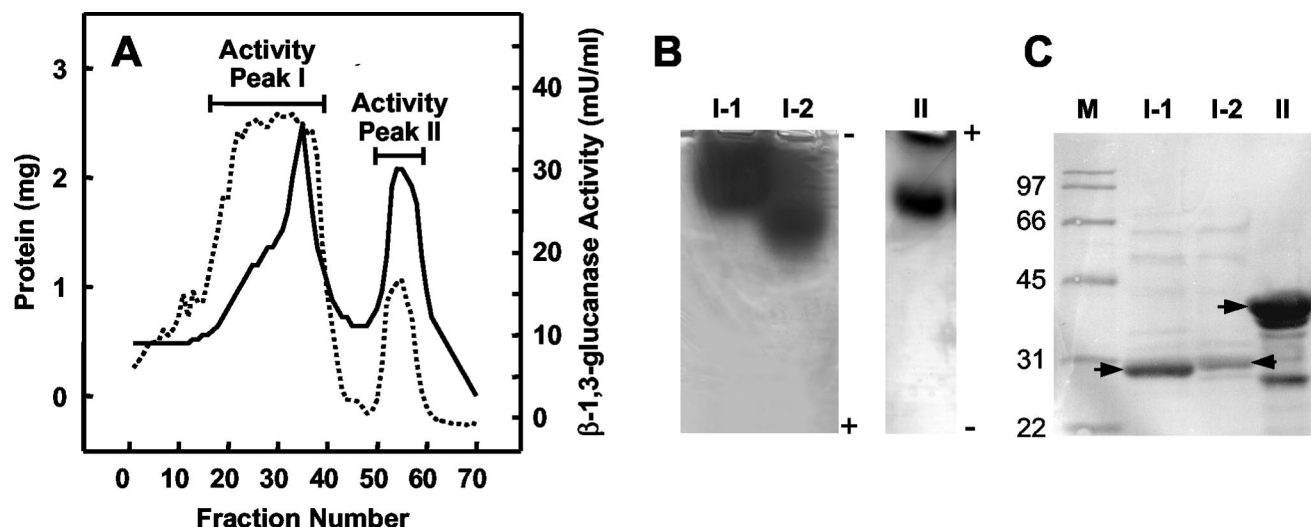 A
Activity
Peak I
Activity
Peak II
3
2
1
0
Protein (mg)
40
30
20
10
0
β-1,3-glucanase Activity (mU/ml)
0 10 20 30 40 50 60 70
Fraction Number
B
I-1 I-2 II
- +
+ -
C
M I-1 I-2 II
97
66
45
31
22